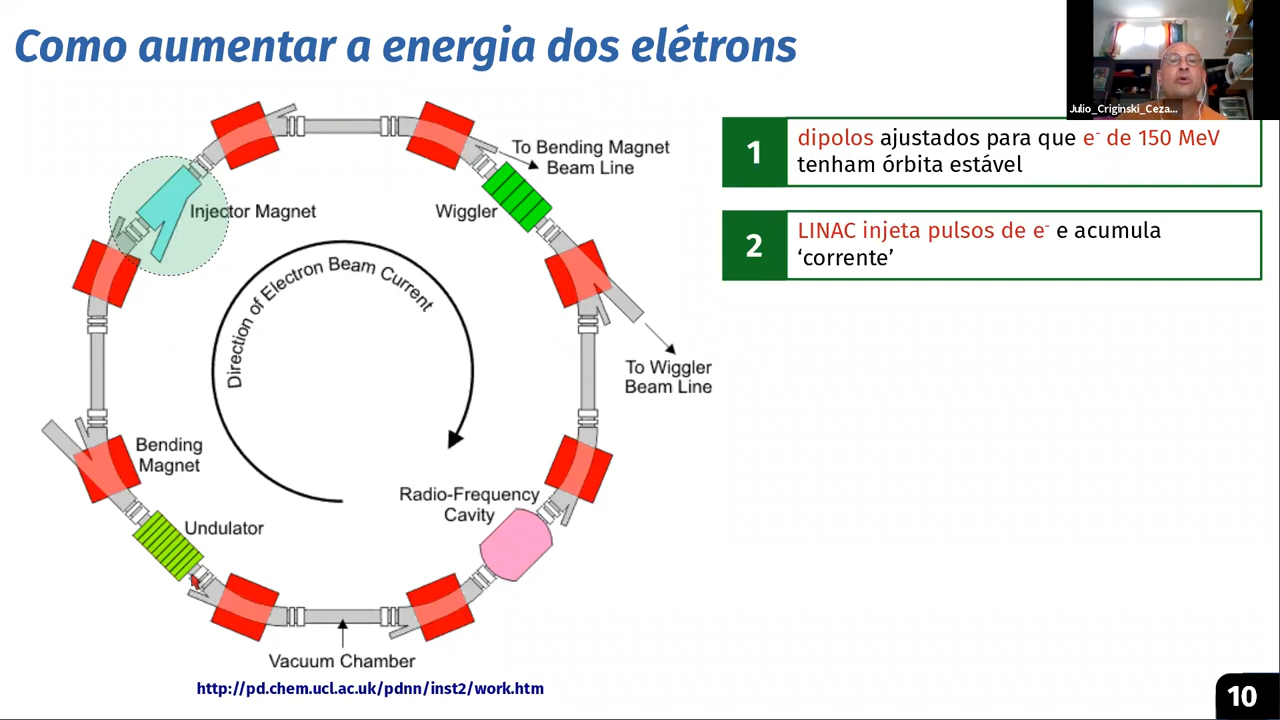 Como aumentar a energia dos elétrons
Julio_Criginski_Ceza...
1
dipolos ajustados para que e- de 150 MeV
tenham órbita estável
2
LINAC injeta pulsos de e- e acumula
‘corrente’
To Bending Magnet
Beam Line
Injector Magnet
Wiggler
Direction of Electron Beam Current
To Wiggler
Beam Line
Bending
Magnet
Radio-Frequency
Cavity
Undulator
Vacuum Chamber
http://pd.chem.ucl.ac.uk/pdnn/inst2/work.htm
10